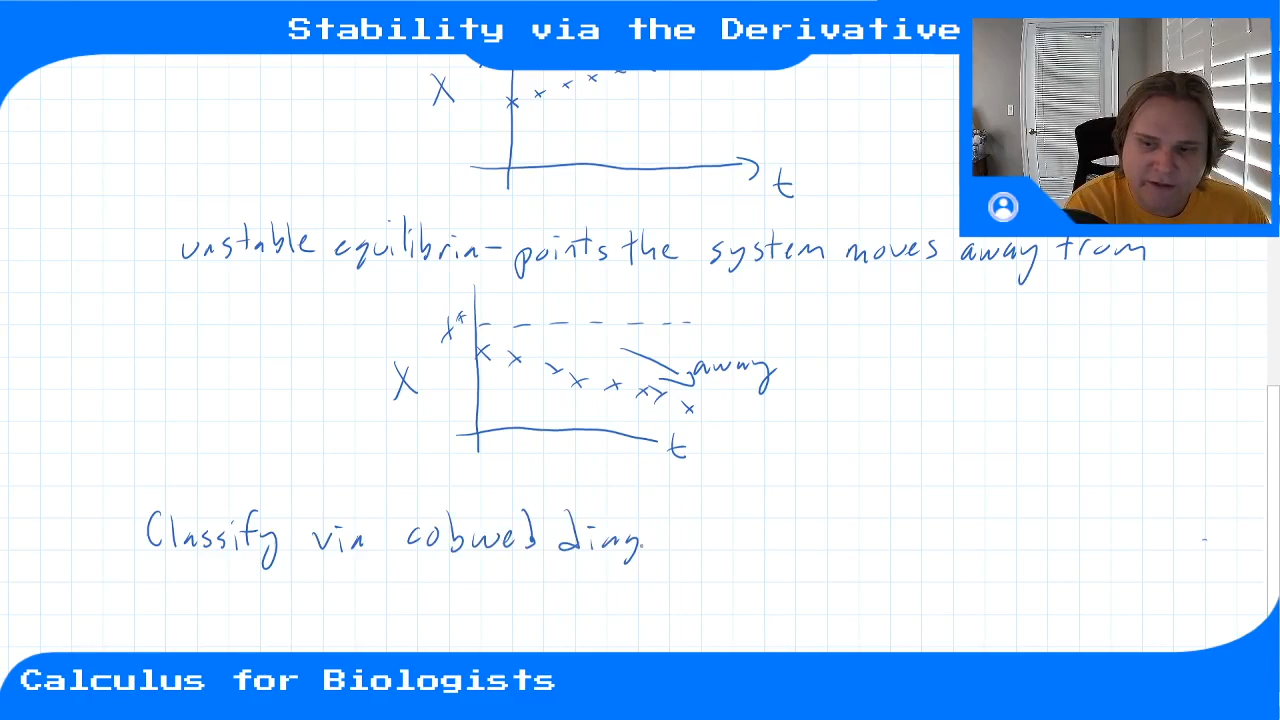 Stability via the Derivative
X
t
unstable equilibria - points the system moves away from
X*
away
X
t
Classify via cobweb diag
Calculus for Biologists